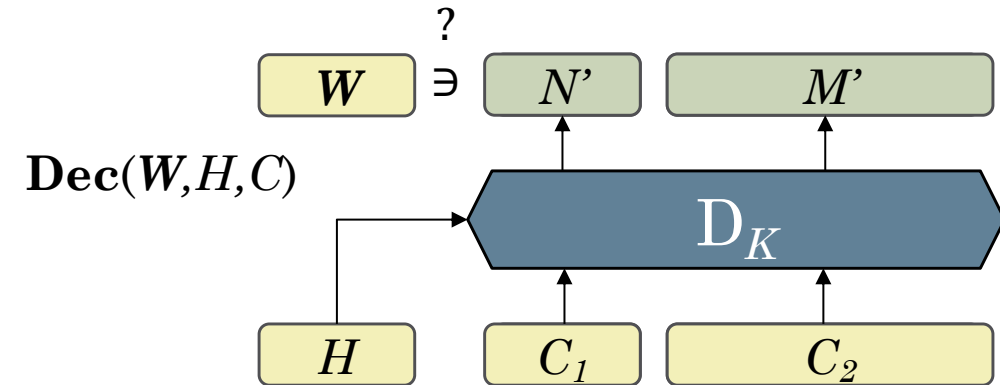 ?
W ∋ N’ M’
Dec(W,H,C)
D_K
H C_1 C_2